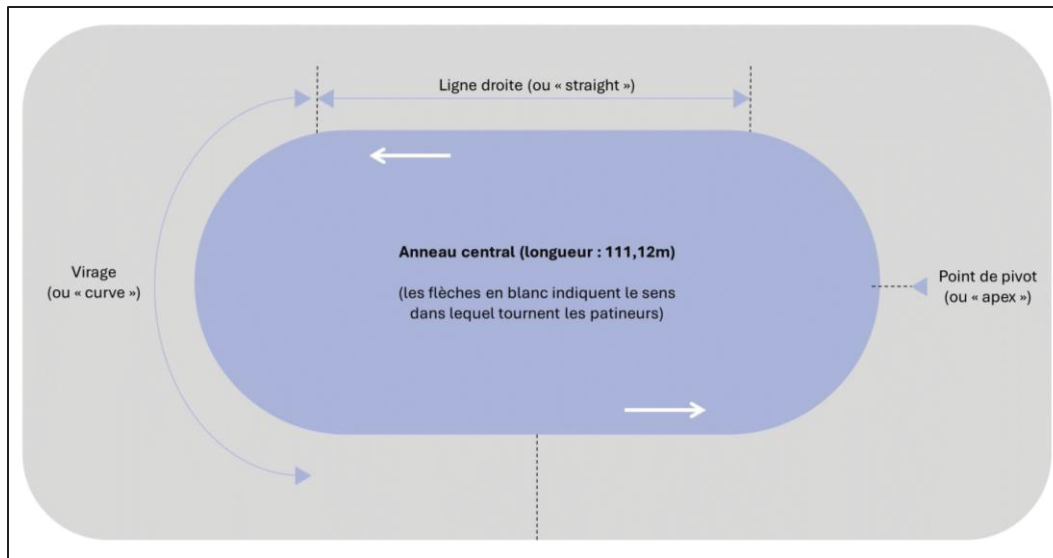 Ligne droite (ou « straight »)
Anneau central (longueur : 111,12m)
Virage
(ou « curve »)
(les flèches en blanc indiquent le sens
dans lequel tournent les patineurs)
Point de pivot
(ou « apex »)